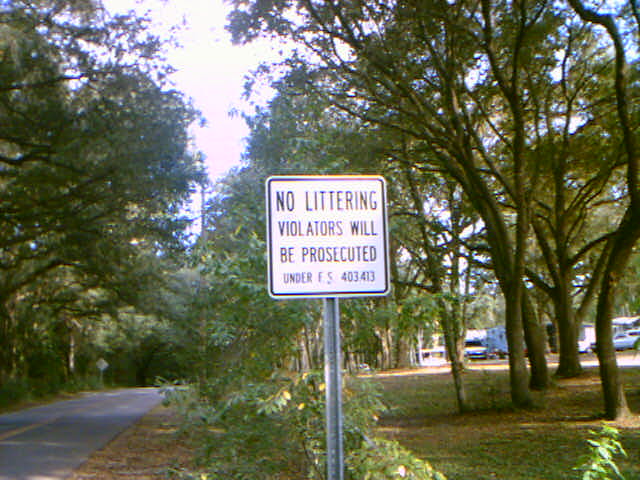 NO LITTERING
VIOLATORS WILL
BE PROSECUTED
UNDER F.S. 403.413